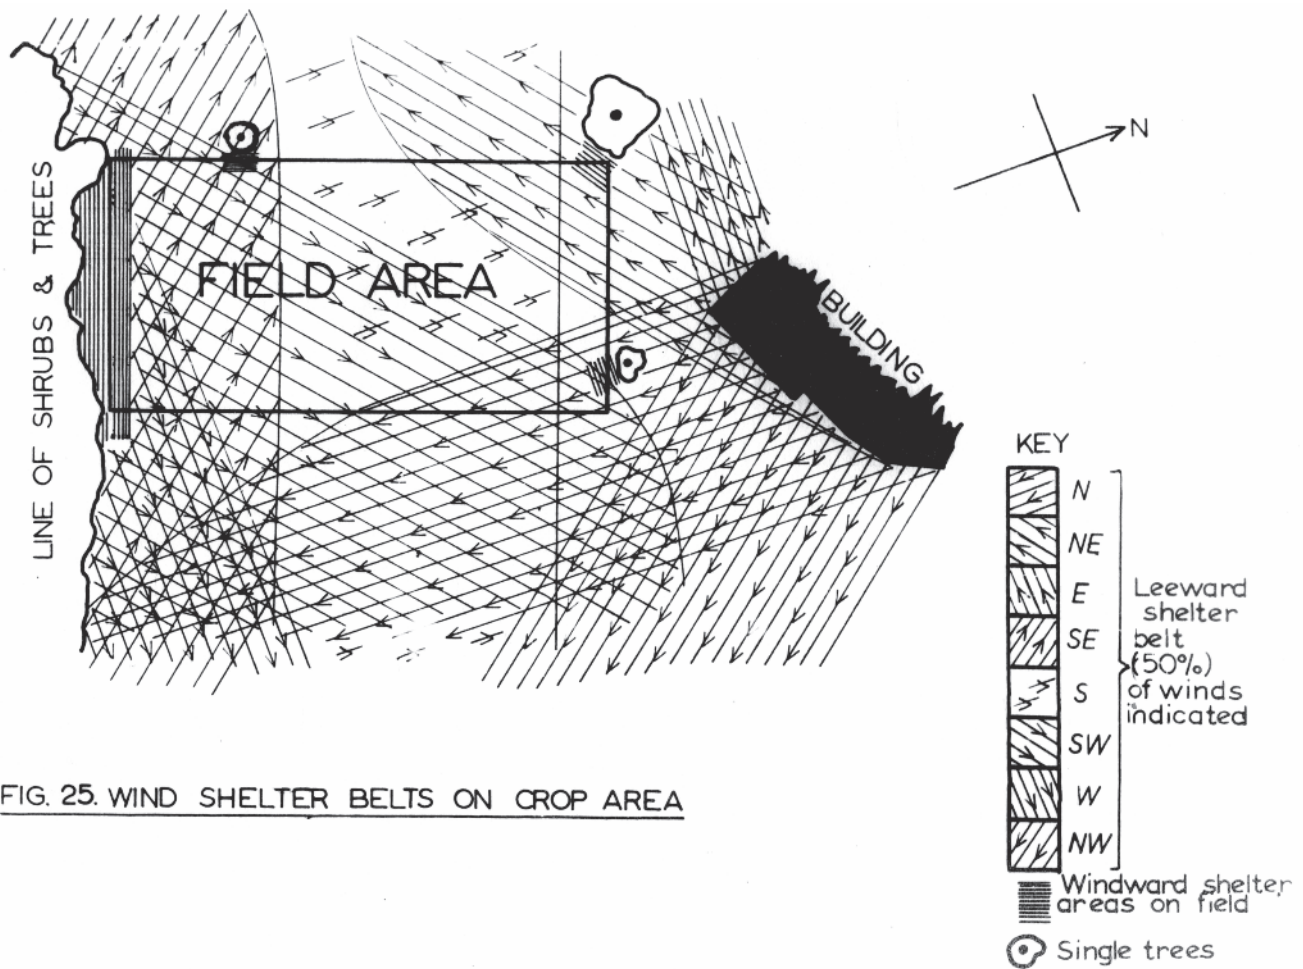 N
LINE OF SHRUBS & TREES
FIELD AREA
BUILDING
KEY
N
NE
E
SE
S
SW
W
NW
Leeward
shelter
belt
(50%)
of winds
indicated
Windward shelter
areas on field
Single trees
FIG. 25. WIND SHELTER BELTS ON CROP AREA